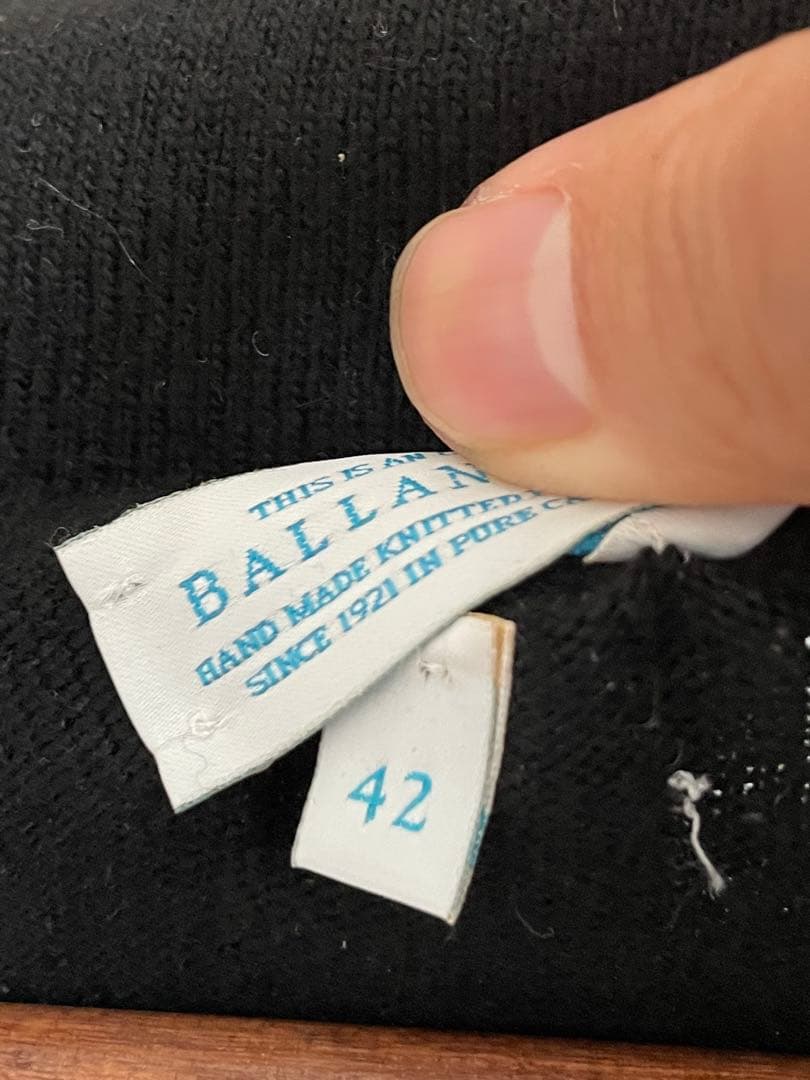 THIS IS AN
BALLAN
HAND MADE KNITTED
SINCE 1921 IN PURE
42